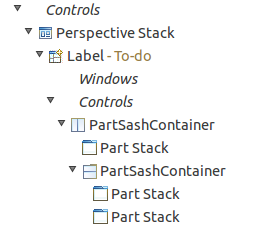 Controls
Perspective Stack
Label - To-do
Windows
Controls
PartSashContainer
Part Stack
PartSashContainer
Part Stack
Part Stack